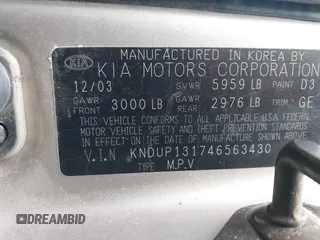 MANUFACTURED IN KOREA BY
KIA KIA MOTORS CORPORATION
12/03 GVWR 5959 LB PAINT D3
GAWR FRONT 3000 LB GAWR REAR 2976 LB TRIM GE
THIS VEHICLE CONFORMS TO ALL APPLICABLE
U.S.A. FEDERAL MOTOR VEHICLE SAFETY AND
THEFT PREVENTION STANDARDS IN EFFECT ON
THE DATE OF MANUFACTURE SHOWN ABOVE.
V.I.N KNDUP131746563430
TYPE M.P.V
DREAMBID